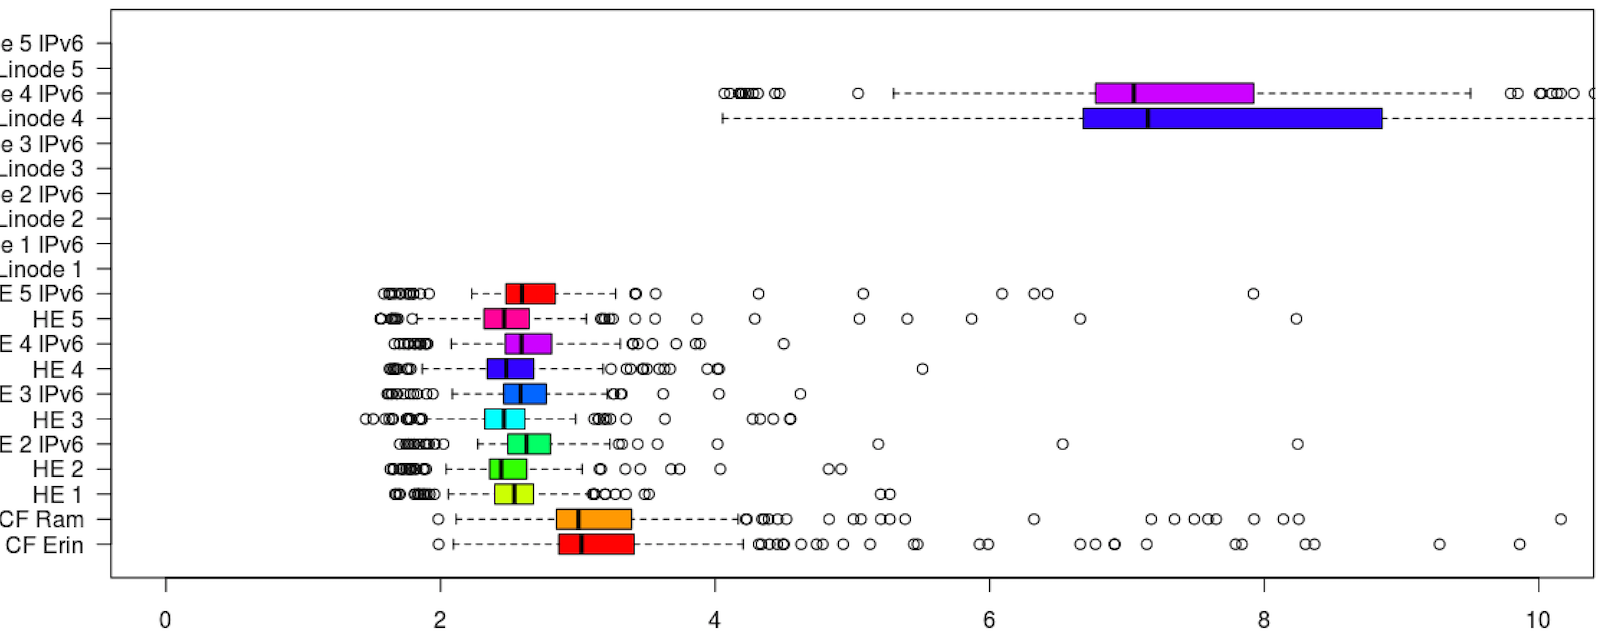 e 5 IPv6
Linode 5
e 4 IPv6
Linode 4
e 3 IPv6
Linode 3
e 2 IPv6
Linode 2
e 1 IPv6
Linode 1
E 5 IPv6
HE 5
E 4 IPv6
HE 4
E 3 IPv6
HE 3
E 2 IPv6
HE 2
HE 1
CF Ram
CF Erin
0 2 4 6 8 10